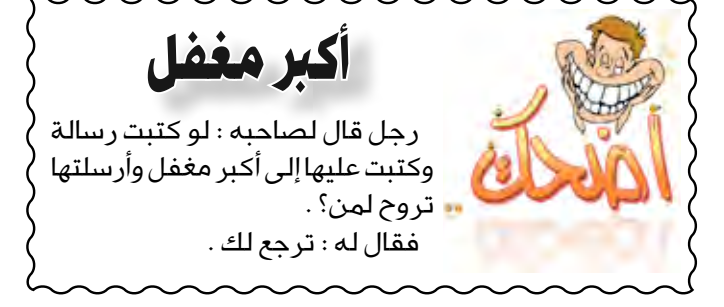 أكبر مغفل
أضحك ..
رجل قال لصاحبه : لو كتبت رسالة
وكتبت عليها إلى أكبر مغفل وأرسلتها
تروح لمن؟ .
فقال له : ترجع لك .